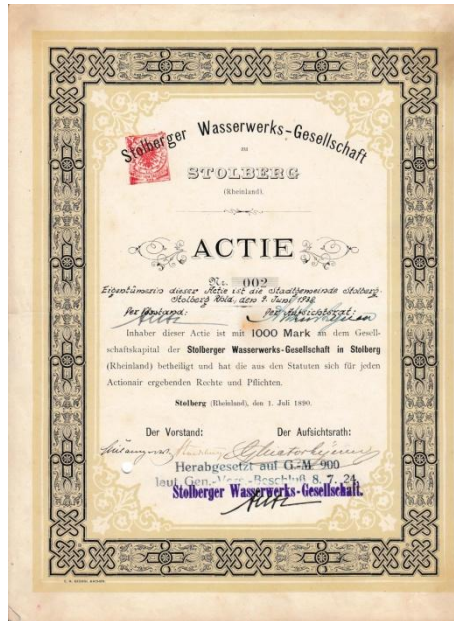 Stolberger Wasserwerks-Gesellschaft
zu
STOLBERG
(Rheinland).
ACTIE
No. 002
Eigentümerin dieser Actie ist die Stadtgemeinde Stolberg.
Stolberg Rhld., den 9. Juni
Der Vorstand: Der Aufsichtsrat:
Inhaber dieser Actie ist mit 1000 Mark an dem Gesell-
schaftskapital der Stolberger Wasserwerks-Gesellschaft in Stolberg
(Rheinland) betheiligt und hat die aus den Statuten sich für jeden
Actionair ergebenden Rechte und Pflichten.
Stolberg (Rheinland), den 1. Juli 1890.
Der Vorstand: Der Aufsichtsrath:
Herabgesetzt auf G.-M 900
laut Gen.-Vers.-Beschluß 8. 7. 24.
Stolberger Wasserwerks-Gesellschaft.